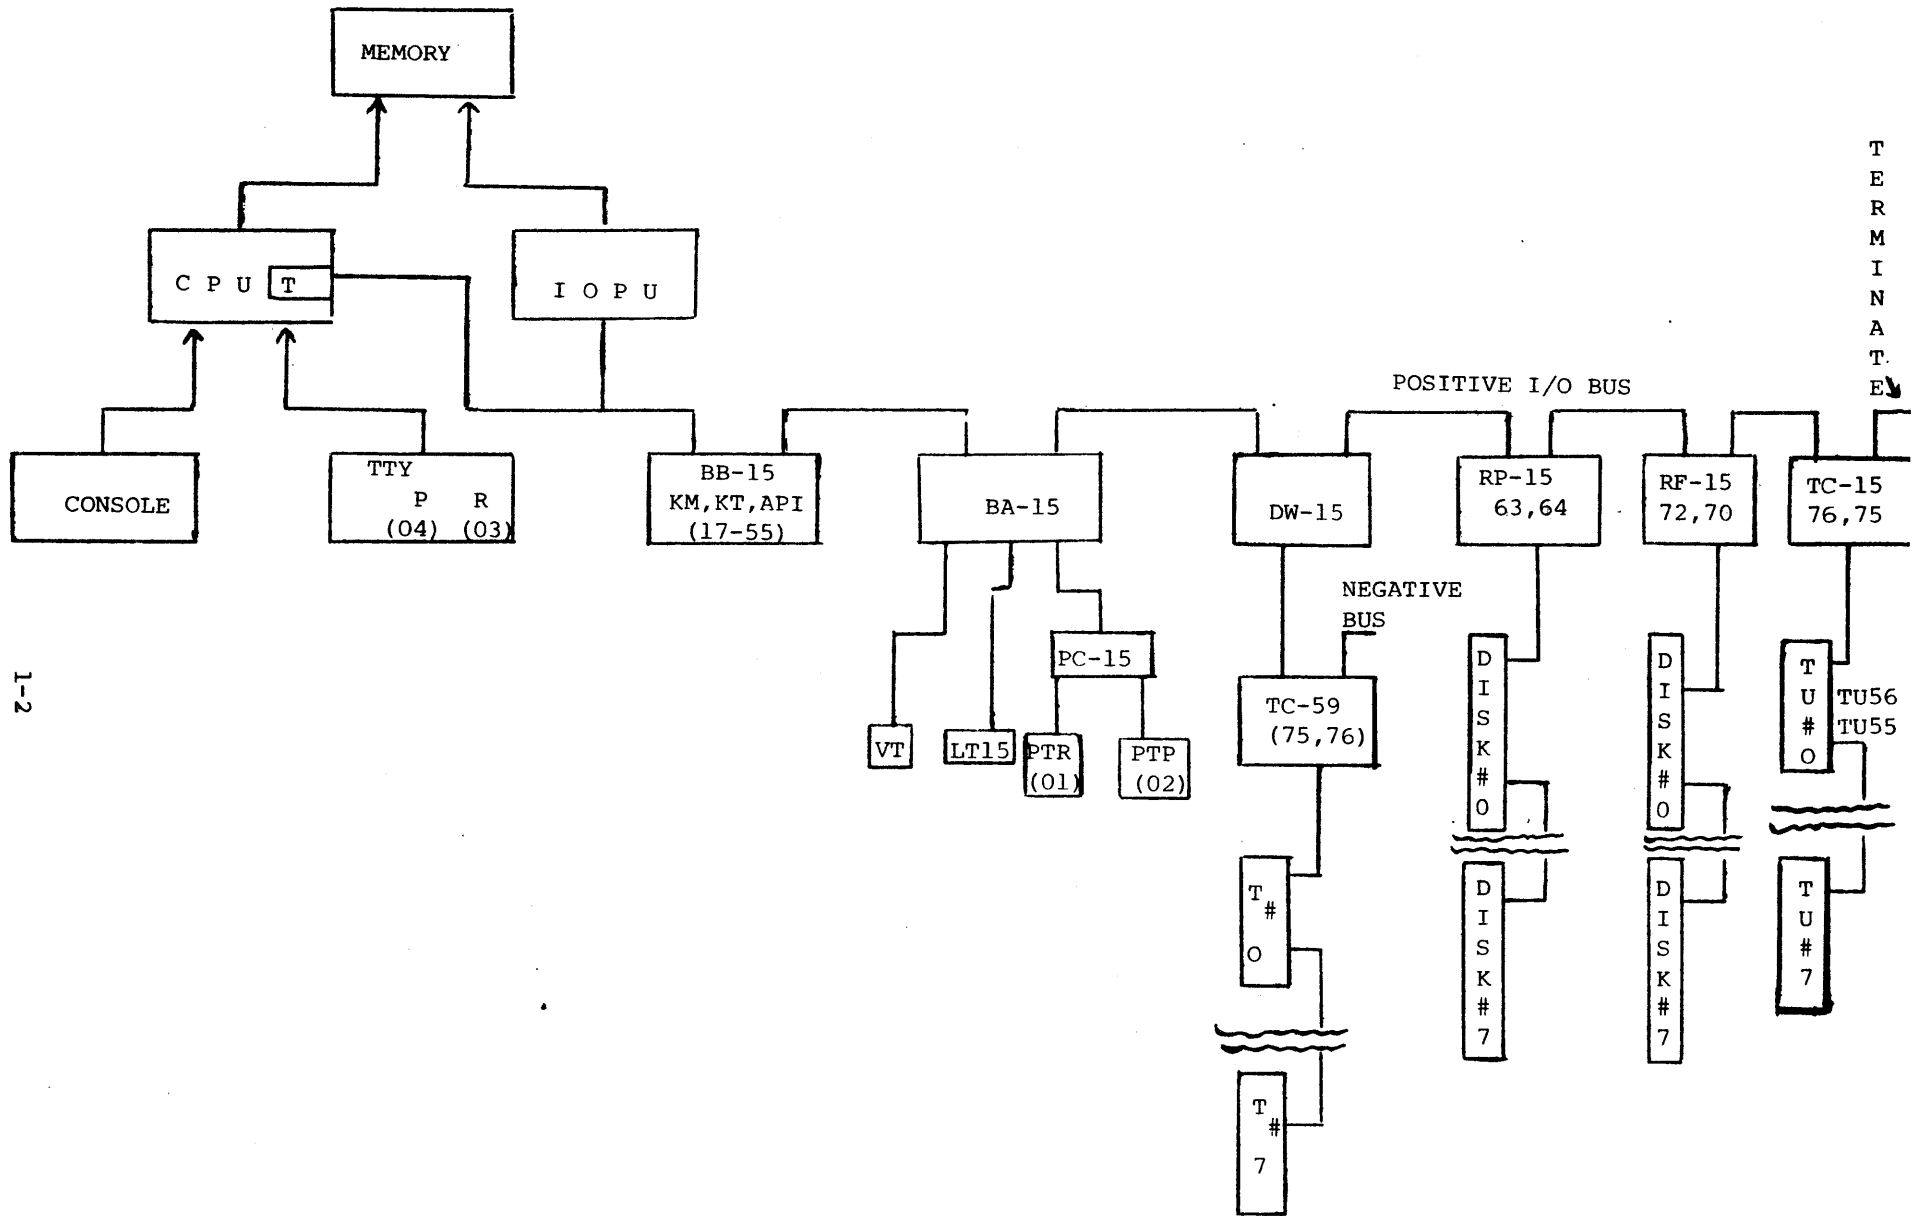 MEMORY
TERMINATE
C P U T
I O P U
POSITIVE I/O BUS
CONSOLE
TTY
P R
(04) (03)
BB-15
KM,KT,API
(17-55)
BA-15
DW-15
RP-15
63,64
RF-15
72,70
TC-15
76,75
NEGATIVE
BUS
PC-15
TC-59
(75,76)
VT
LT15
PTR
(01)
PTP
(02)
DISK#0
DISK#0
TU#0
TU56
TU55
T#0
DISK#7
DISK#7
TU#7
T#7
1-2